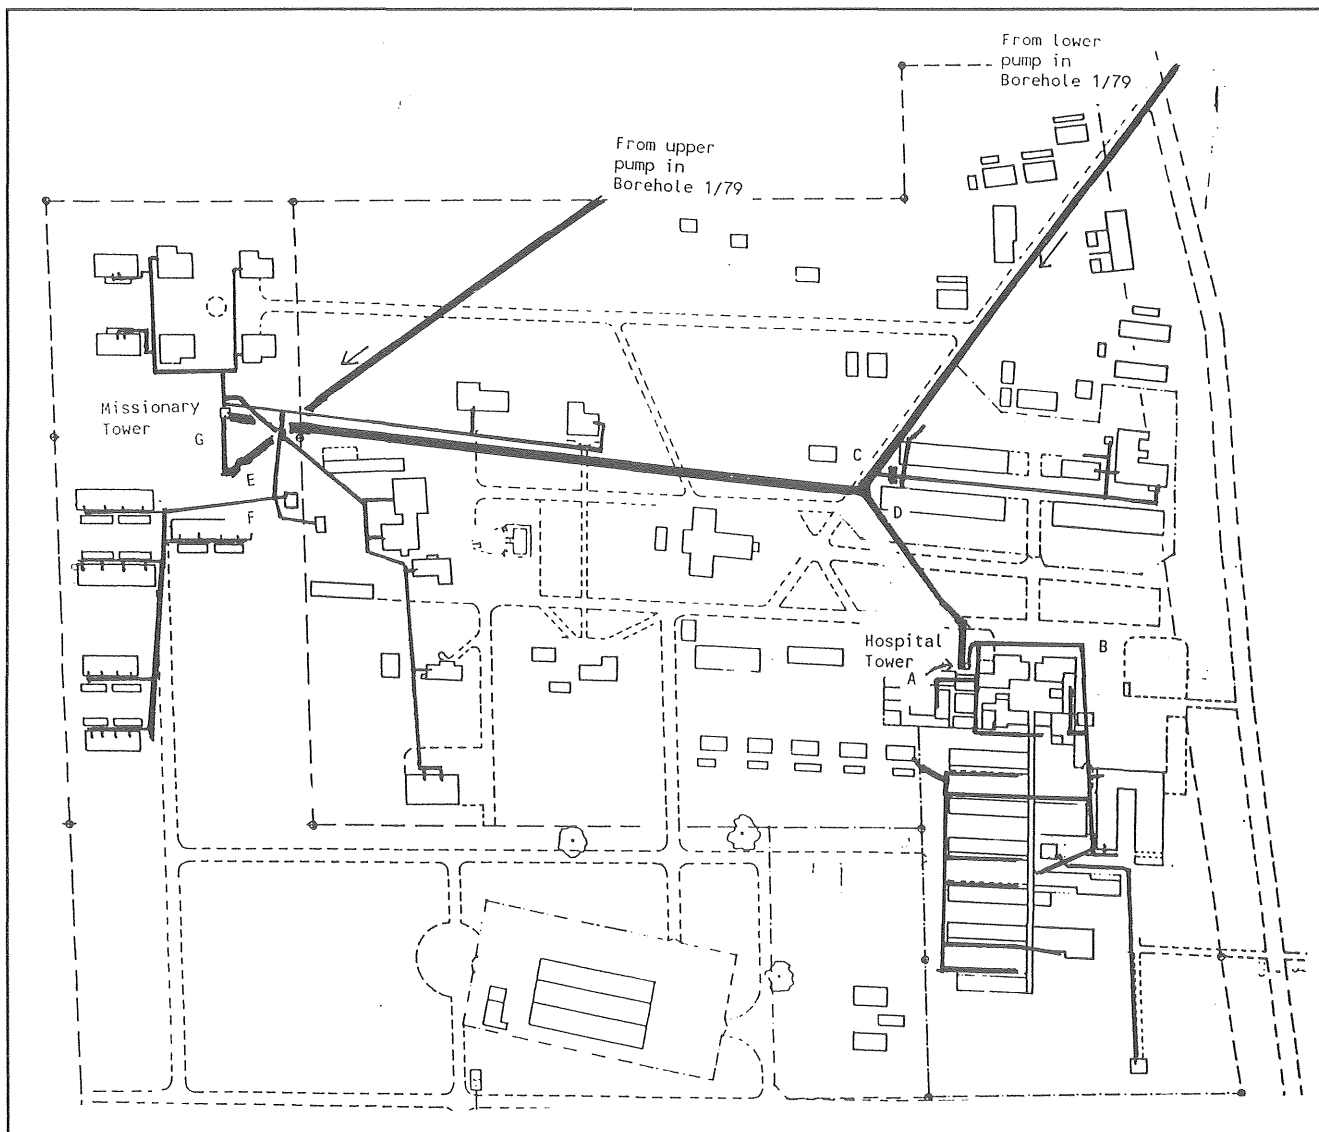 From lower
pump in
Borehole 1/79
From upper
pump in
Borehole 1/79
Missionary
Tower
G
E
F
C
D
Hospital
Tower
A
B